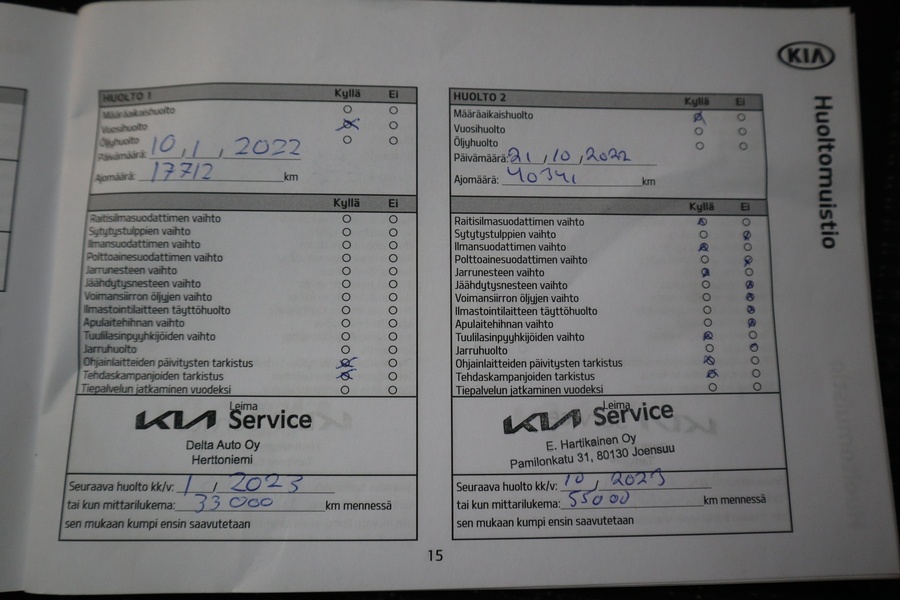 KIA
Huoltomuistio
HUOLTO 1 Kyllä Ei
Määräaikaishuolto
Vuosihuolto
Öljyhuolto
Päivämäärä: 10, 1, 2022
Ajomäärä: 17712 km
Kyllä Ei
Raitisilmasuodattimen vaihto
Sytytystulppien vaihto
Ilmansuodattimen vaihto
Polttoainesuodattimen vaihto
Jarrunesteen vaihto
Jäähdytysnesteen vaihto
Voimansiirron öljyjen vaihto
Ilmastointilaitteen täyttöhuolto
Apulaitehihnan vaihto
Tuulilasinpyyhkijöiden vaihto
Jarruhuolto
Ohjainlaitteiden päivitysten tarkistus
Tehdaskampanjoiden tarkistus
Tiepalvelun jatkaminen vuodeksi
Leima
KIA Service
Delta Auto Oy
Herttoniemi
Seuraava huolto kk/v: 1, 2023
tai kun mittarilukema: 33 000 km mennessä
sen mukaan kumpi ensin saavutetaan
HUOLTO 2 Kyllä Ei
Määräaikaishuolto
Vuosihuolto
Öljyhuolto
Päivämäärä: 21, 10, 2022
Ajomäärä: 40341 km
Kyllä Ei
Raitisilmasuodattimen vaihto
Sytytystulppien vaihto
Ilmansuodattimen vaihto
Polttoainesuodattimen vaihto
Jarrunesteen vaihto
Jäähdytysnesteen vaihto
Voimansiirron öljyjen vaihto
Ilmastointilaitteen täyttöhuolto
Apulaitehihnan vaihto
Tuulilasinpyyhkijöiden vaihto
Jarruhuolto
Ohjainlaitteiden päivitysten tarkistus
Tehdaskampanjoiden tarkistus
Tiepalvelun jatkaminen vuodeksi
Leima
KIA Service
E. Hartikainen Oy
Pamilonkatu 31, 80130 Joensuu
Seuraava huolto kk/v: 10, 2023
tai kun mittarilukema: 55000 km mennessä
sen mukaan kumpi ensin saavutetaan
15